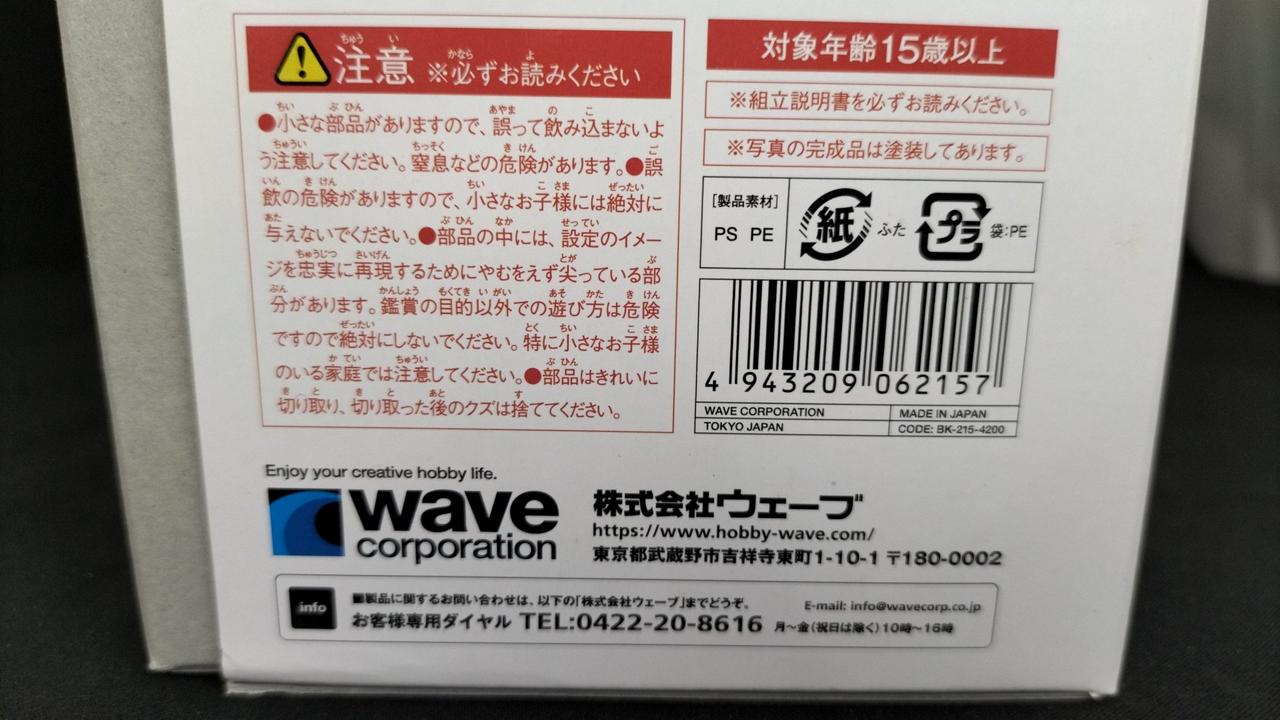 注意 ※必ずお読みください
●小さな部品がありますので、誤って飲み込まないよ
う注意してください。窒息などの危険があります。●誤
飲の危険がありますので、小さなお子様には絶対に
与えないでください。●部品の中には、設定のイメー
ジを忠実に再現するためにやむをえず尖っている部
分があります。鑑賞の目的以外での遊び方は危険
ですので絶対にしないでください。特に小さなお子様
のいる家庭では注意してください。●部品はきれいに
切り取り、切り取った後のクズは捨ててください。
対象年齢15歳以上
※組立説明書を必ずお読みください。
※写真の完成品は塗装してあります。
[製品素材]
PS PE
紙 ふた プラ 袋:PE
4 943209 062157
WAVE CORPORATION MADE IN JAPAN
TOKYO JAPAN CODE: BK-215-4200
Enjoy your creative hobby life.
wave
corporation
株式会社ウェーブ
https://www.hobby-wave.com/
東京都武蔵野市吉祥寺東町1-10-1 〒180-0002
info
■製品に関するお問い合わせは、以下の「株式会社ウェーブ」までどうぞ。 E-mail: info@wavecorp.co.jp
お客様専用ダイヤル TEL:0422-20-8616 月~金(祝日は除く)10時~16時